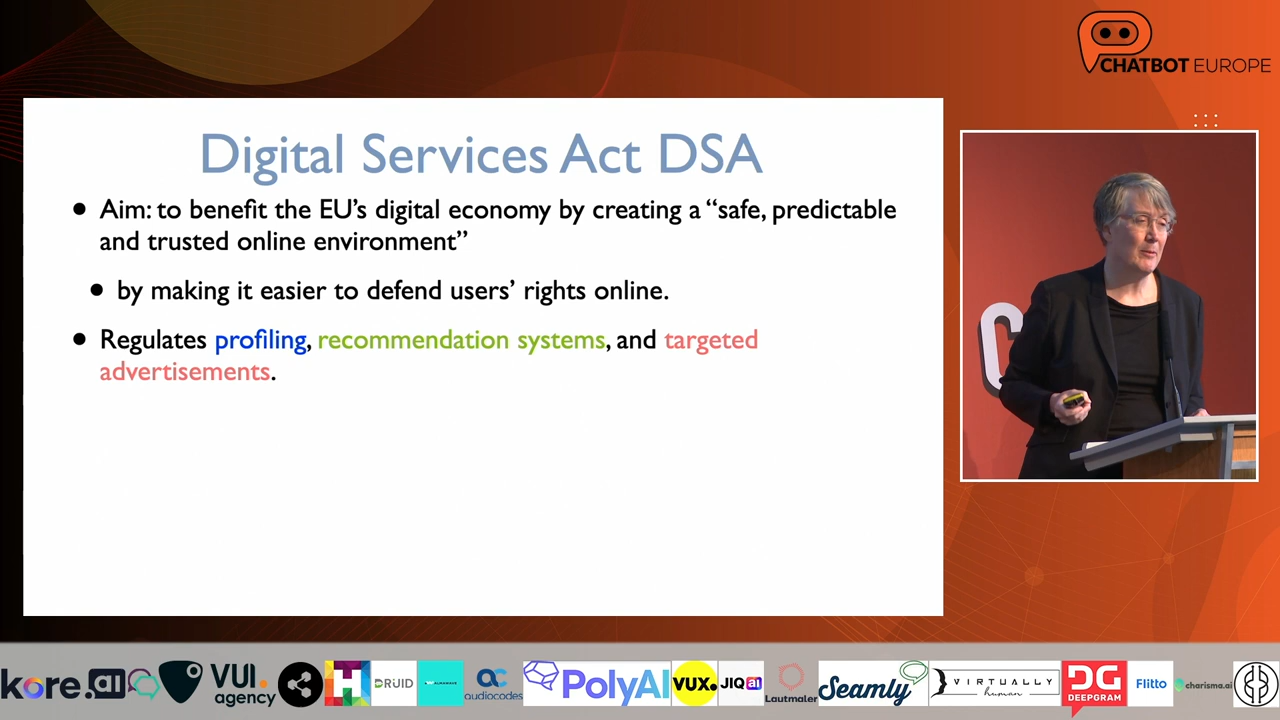 CHATBOT EUROPE
Digital Services Act DSA
• Aim: to benefit the EU’s digital economy by creating a “safe, predictable
and trusted online environment”
• by making it easier to defend users’ rights online.
• Regulates profiling, recommendation systems, and targeted
advertisements.
C
kore.ai
VUI.
agency
H
DRUID
ac
audiocodes
PolyAI
VUX.
JIQ ai
Lautmaler
Seamly
VIRTUALLY
human
DG
DEEPGRAM
Flitto
charisma.ai